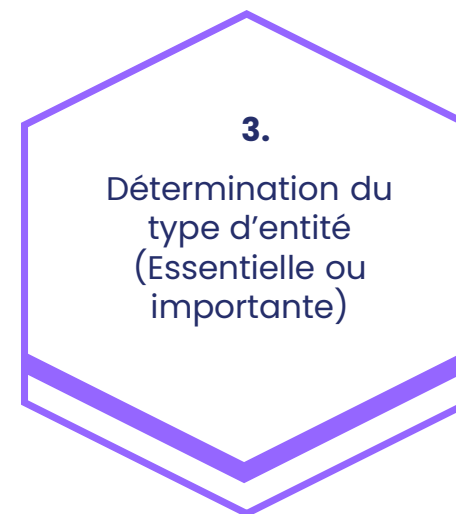 3.
Détermination du
type d’entité
(Essentielle ou
importante)